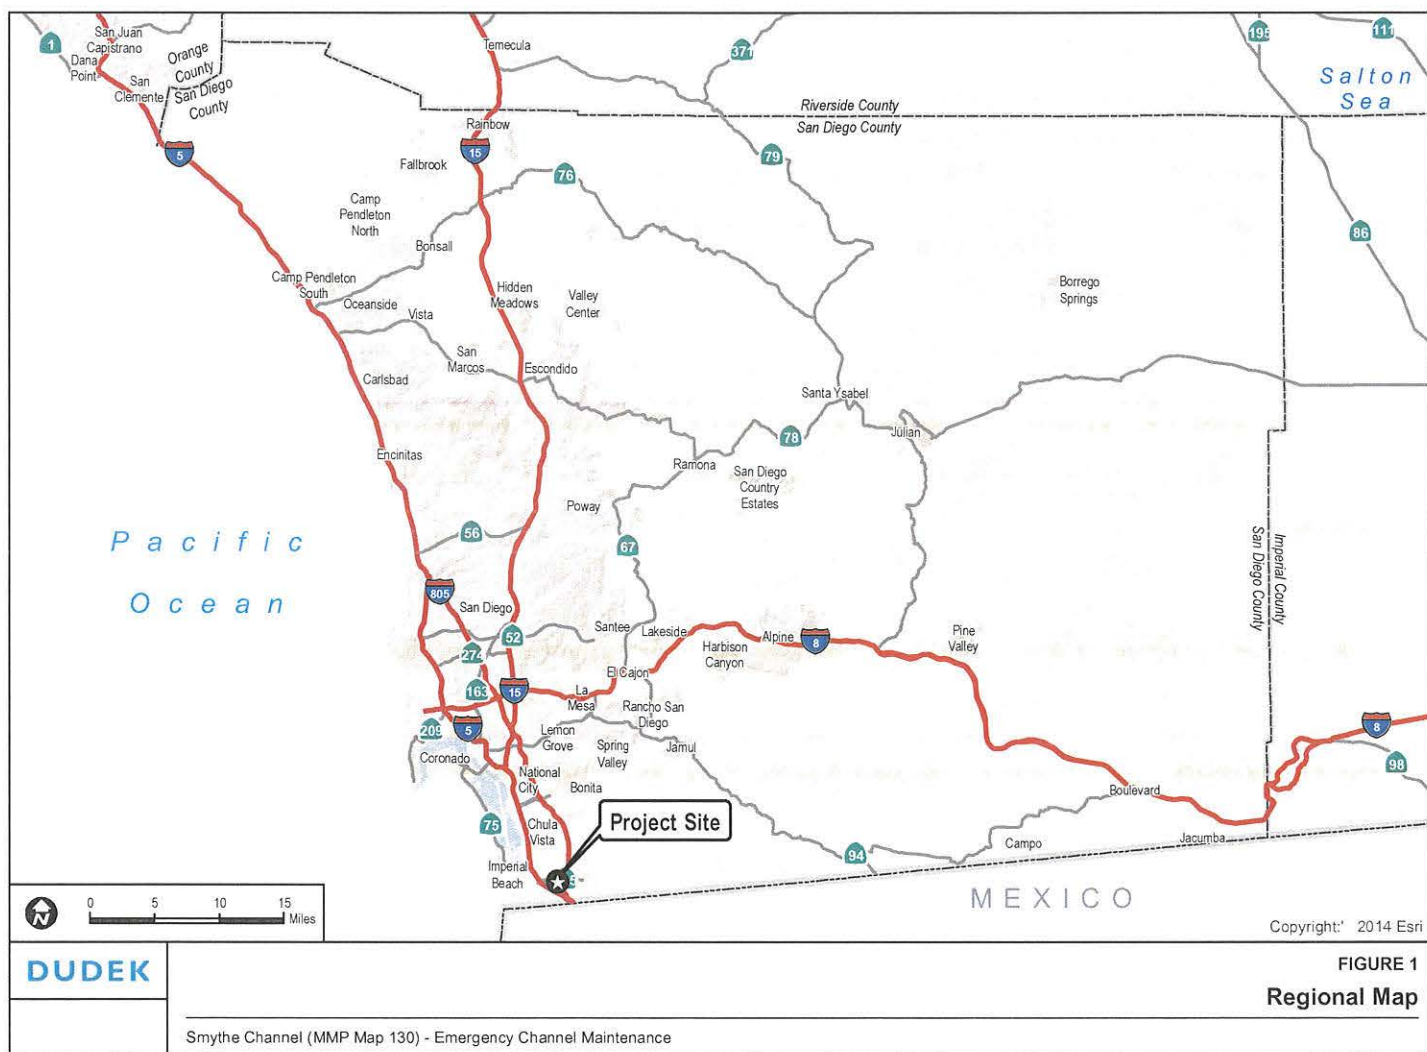 1
San Juan
Capistrano
Dana
Point
San
Clemente
Orange
County
San Diego
County
Temecula
371
195
111
Salton
Sea
Riverside County
San Diego County
Rainbow
5
15
79
Fallbrook
76
Camp
Pendleton
North
86
Bonsall
Camp Pendleton
South
Oceanside
Hidden
Meadows
Valley
Center
Borrego
Springs
Vista
San
Marcos
Escondido
Carlsbad
Santa Ysabel
78
Julian
Encinitas
Ramona
San Diego
Country
Estates
Poway
56
67
Pacific
Ocean
Imperial County
San Diego County
805
San Diego
Santee
Lakeside
52
Alpine
8
Pine
Valley
Harbison
Canyon
274
El Cajon
163
15
La
Mesa
Rancho San
Diego
209
5
Lemon
Grove
Spring
Valley
Jamul
8
98
Coronado
National
City
Bonita
Boulevard
75
Chula
Vista
Project Site
94
Campo
Jacumba
Imperial
Beach
MEXICO
N
0 5 10 15
Miles
Copyright:' 2014 Esri
DUDEK
FIGURE 1
Regional Map
Smythe Channel (MMP Map 130) - Emergency Channel Maintenance